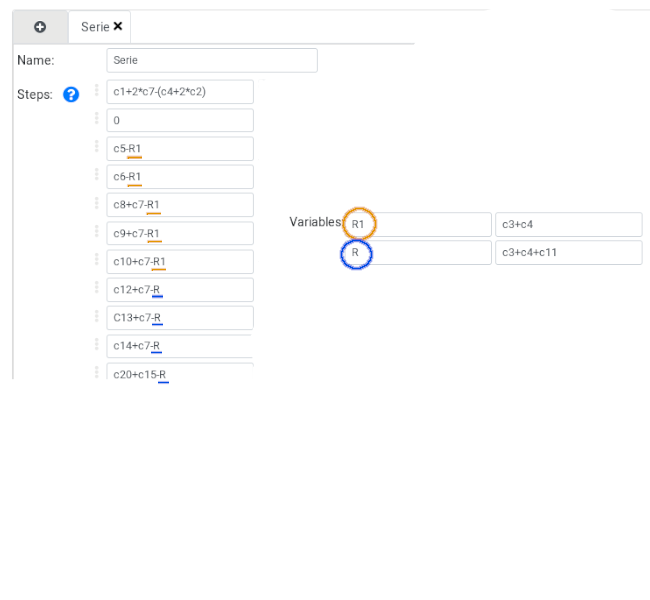 Serie ✖
Name: Serie
Steps: ? c1+2*c7-(c4+2*c2)
0
c5-R1
c6-R1
c8+c7-R1
c9+c7-R1
c10+c7-R1
c12+c7-R
C13+c7-R
c14+c7-R
c20+c15-R
Variables: R1 c3+c4
R c3+c4+c11